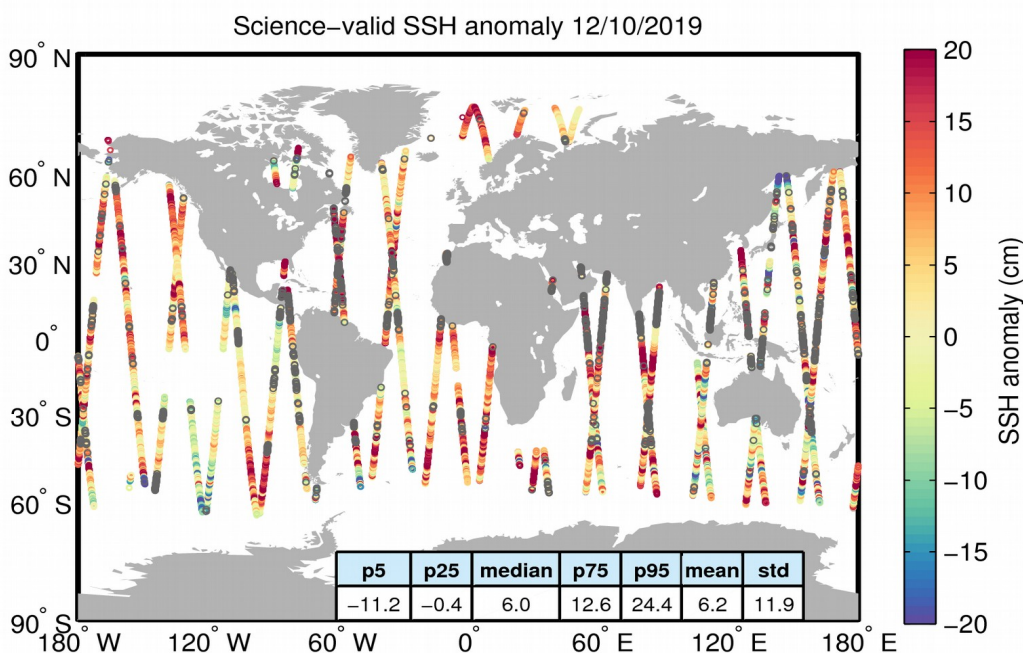 Science−valid SSH anomaly 12/10/2019
90° N
60° N
30° N
0°
30° S
60° S
90° S
180° W
120° W
60° W
0°
60° E
120° E
180° E
p5 p25 median p75 p95 mean std
−11.2 −0.4 6.0 12.6 24.4 6.2 11.9
20
15
10
5
0
−5
−10
−15
−20
SSH anomaly (cm)